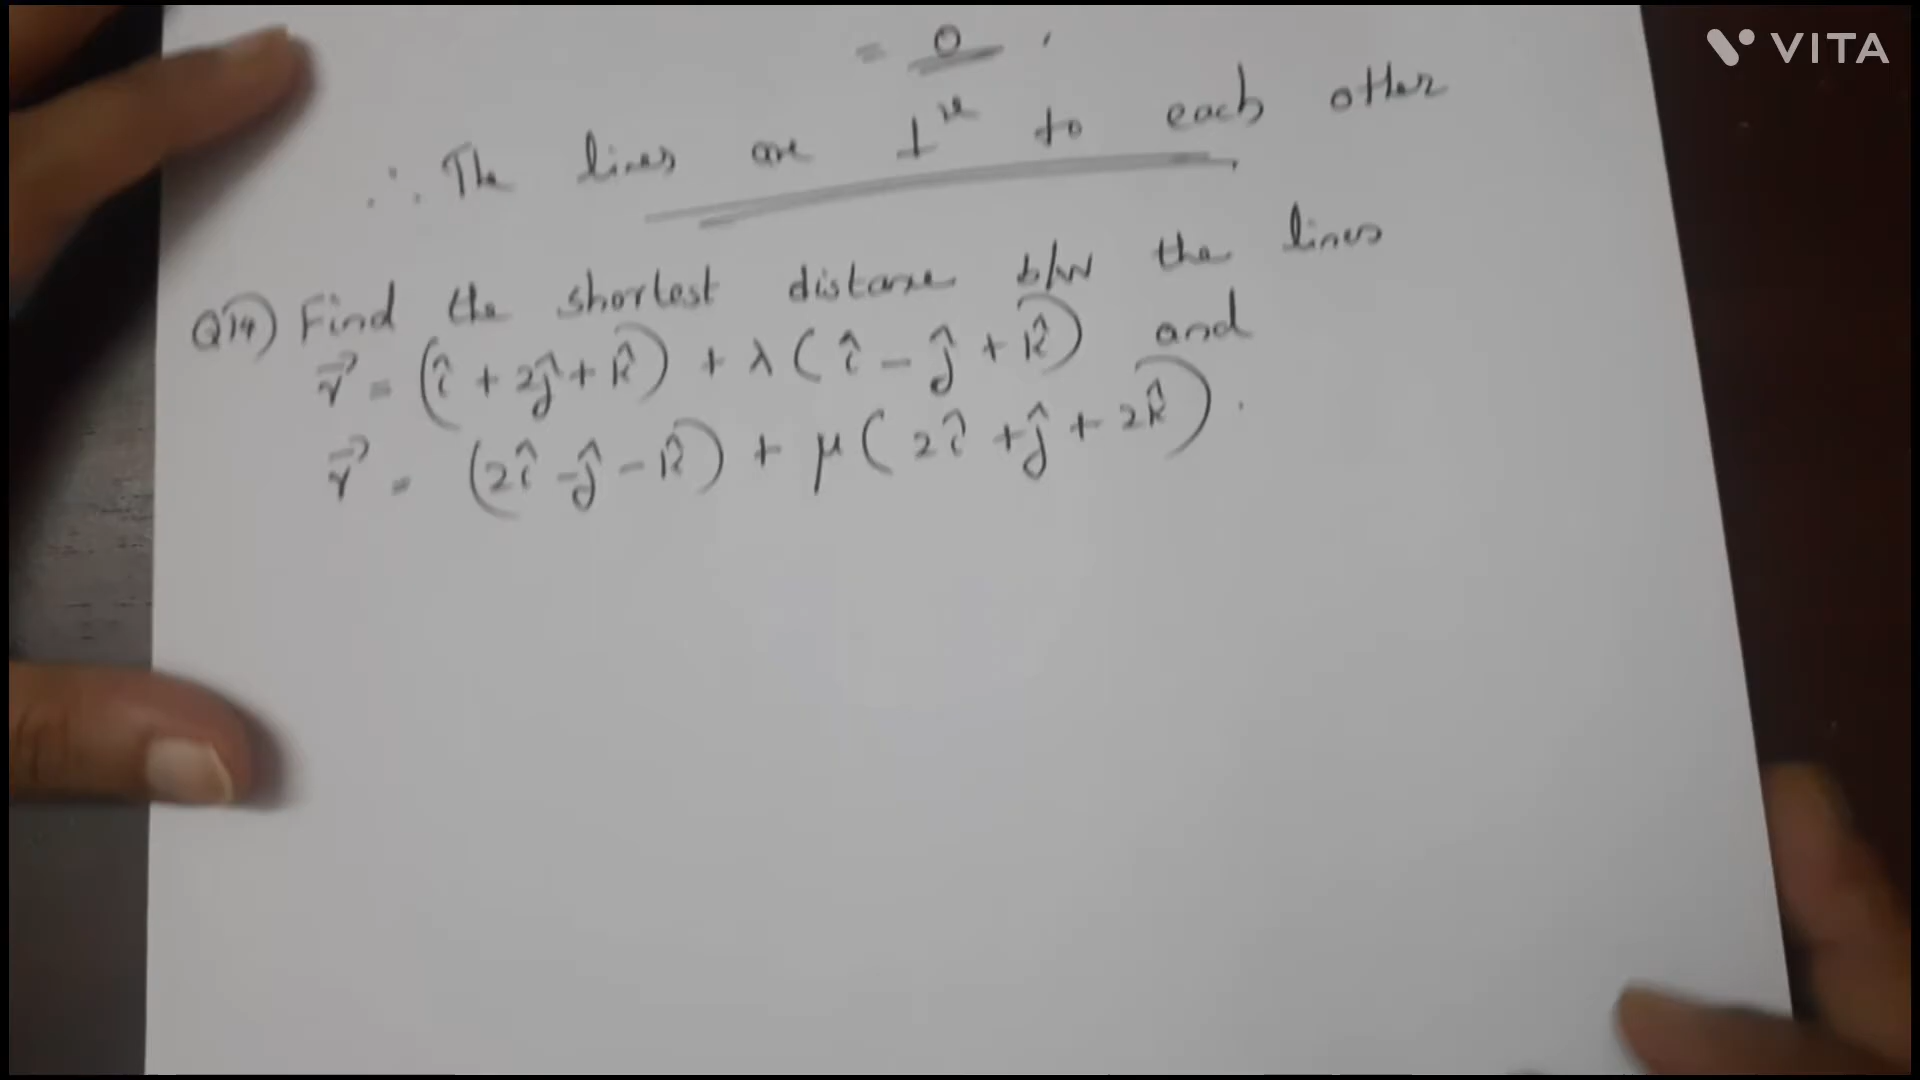 VITA
= 0 .
∴ The lines are ⊥ʳ to each other
Q14) Find the shortest distance b/w the lines
r⃗ = (î + 2ĵ + k̂) + λ(î - ĵ + k̂) and
r⃗ = (2î - ĵ - k̂) + μ(2î + ĵ + 2k̂).